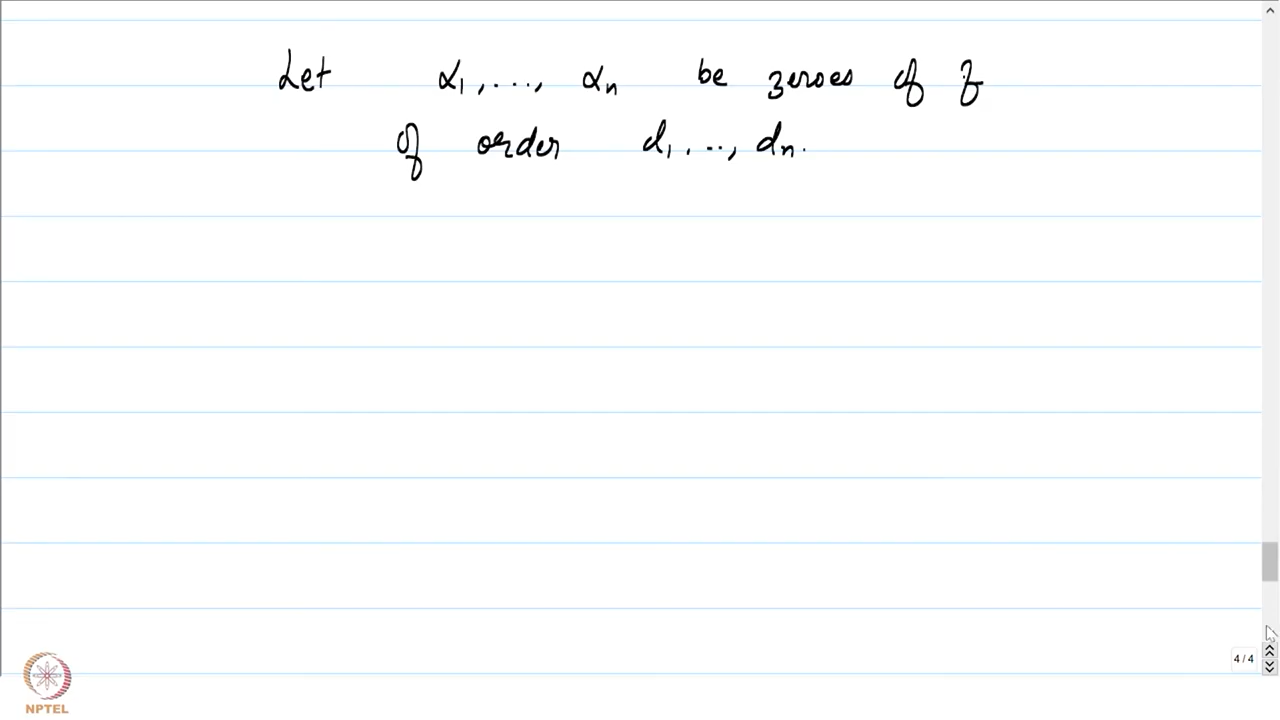 Let α₁, ..., αₙ be zeroes of f
of order d₁, ..., dₙ.
4 / 4
NPTEL